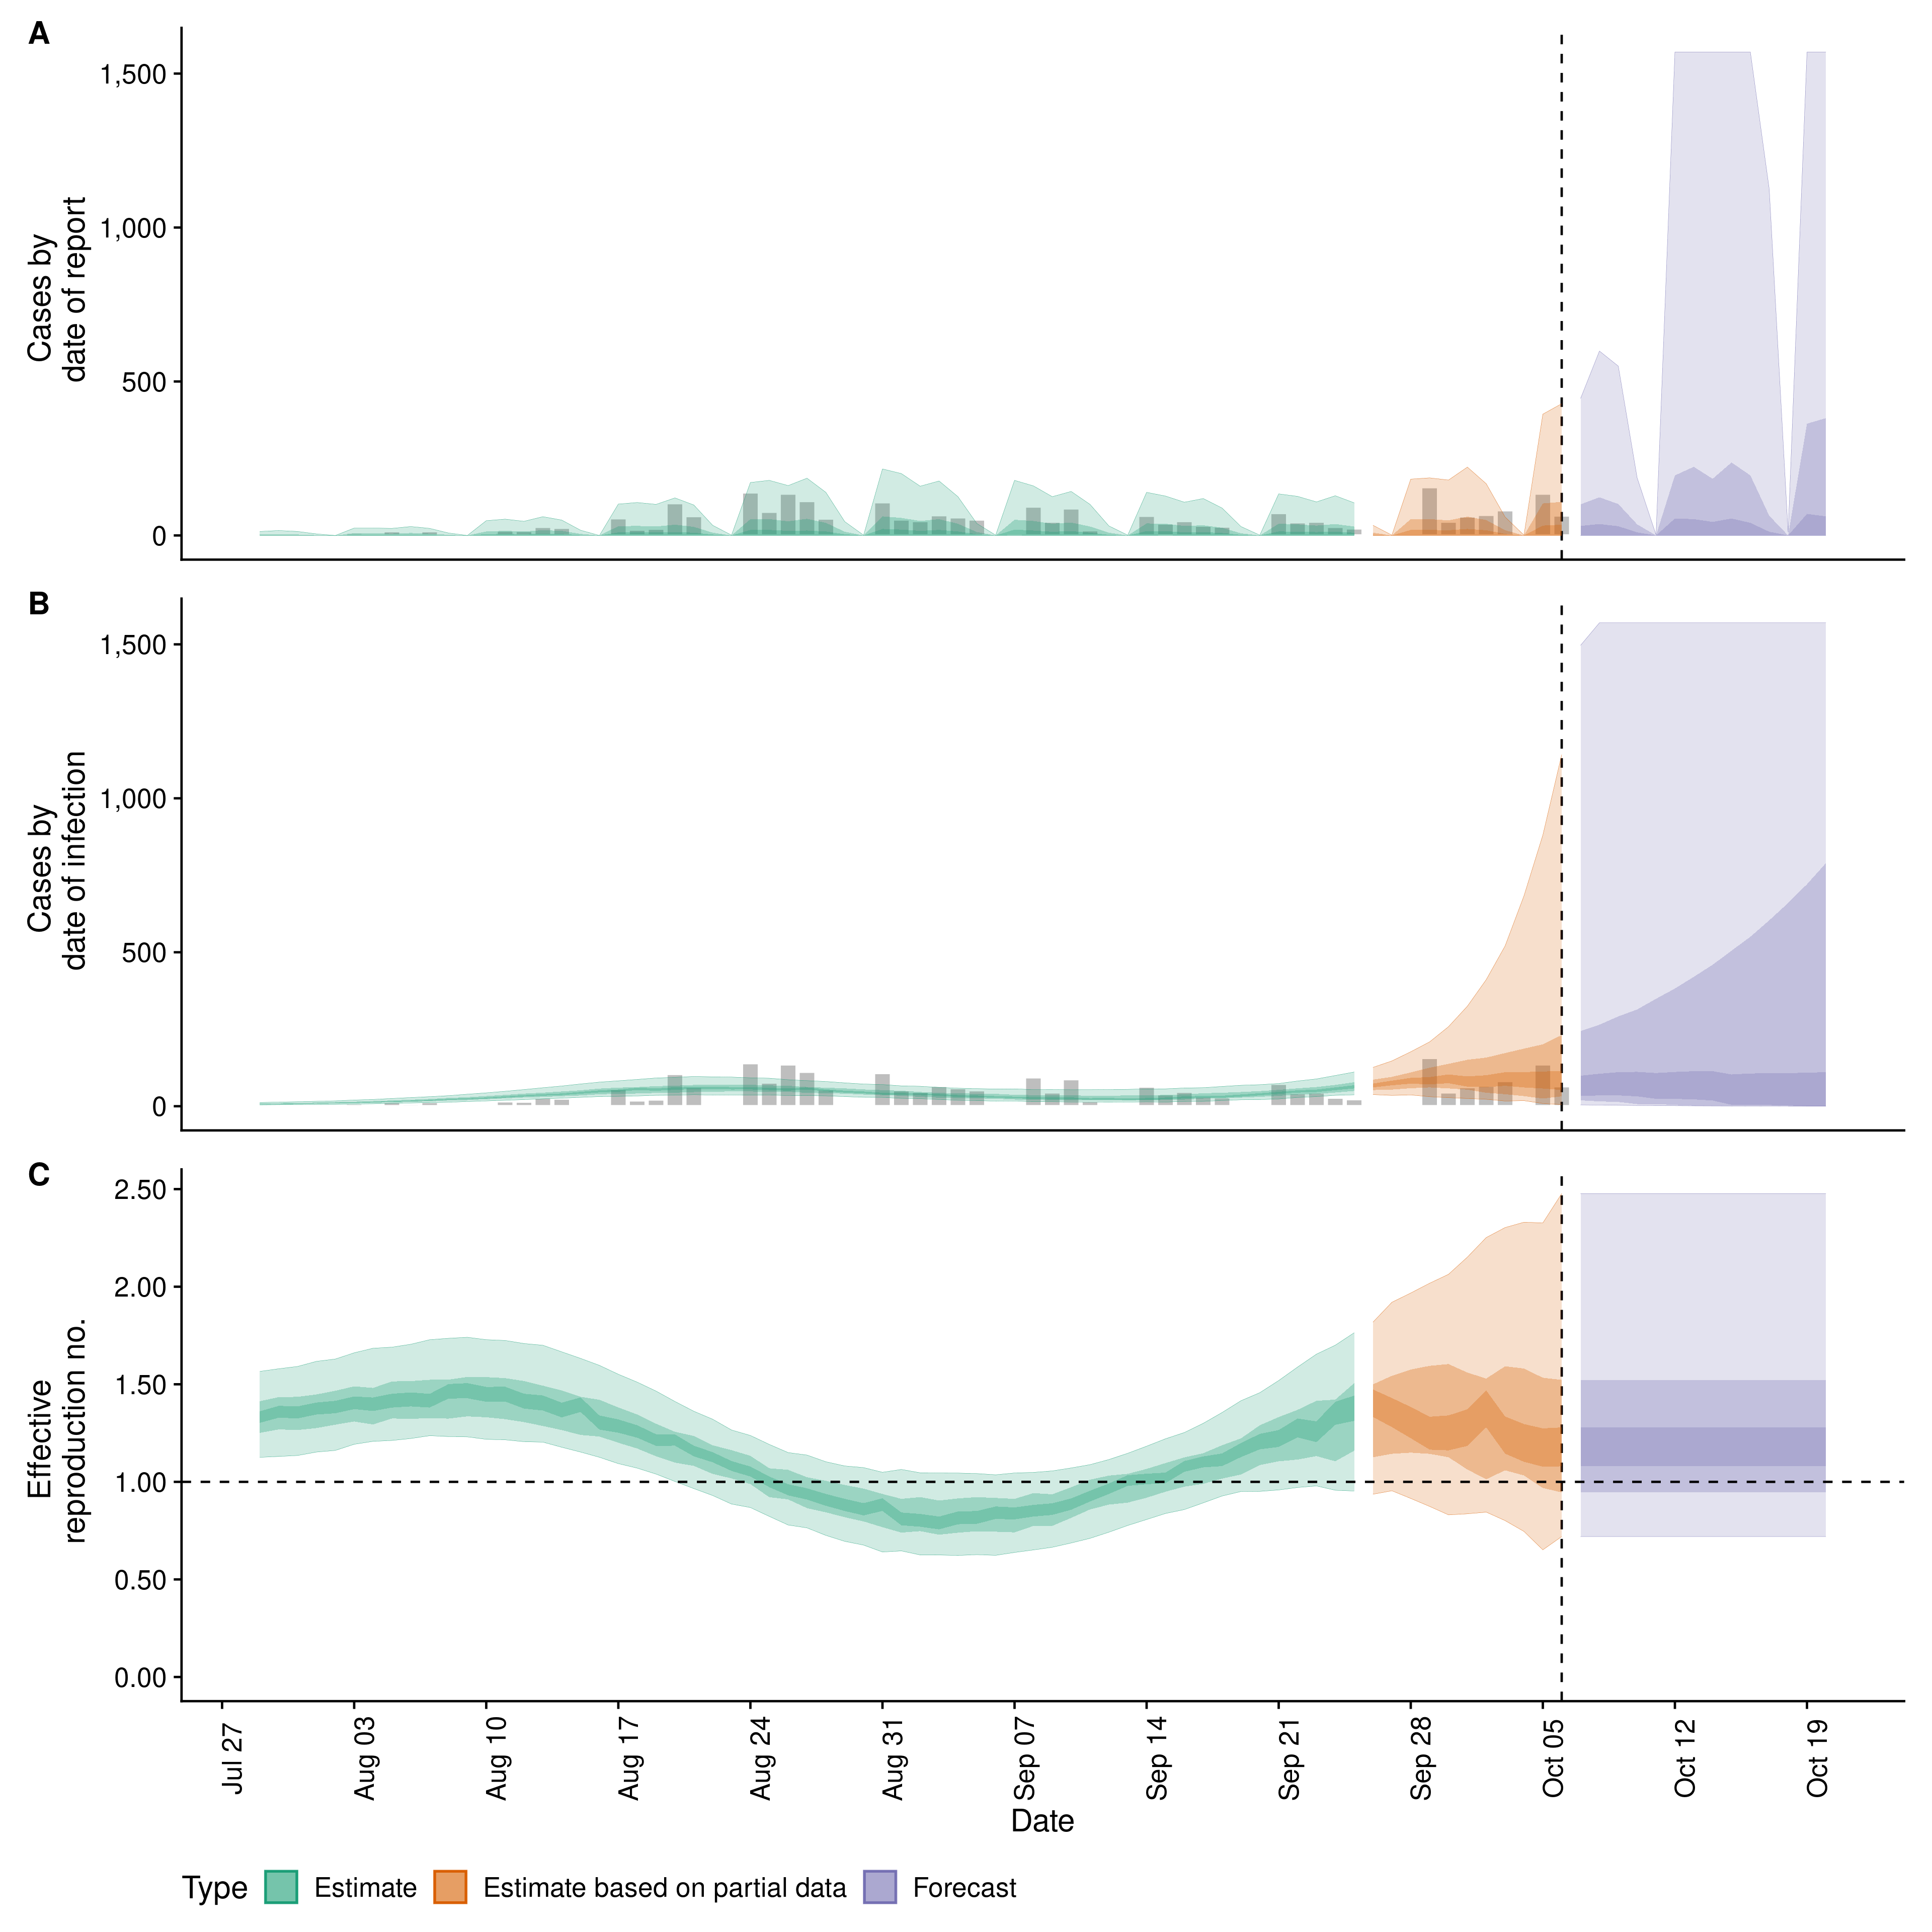 A
Cases by
date of report
1,500
1,000
500
0
B
Cases by
date of infection
1,500
1,000
500
0
C
Effective
reproduction no.
2.50
2.00
1.50
1.00
0.50
0.00
Jul 27
Aug 03
Aug 10
Aug 17
Aug 24
Aug 31
Sep 07
Sep 14
Sep 21
Sep 28
Oct 05
Oct 12
Oct 19
Date
Type Estimate Estimate based on partial data Forecast